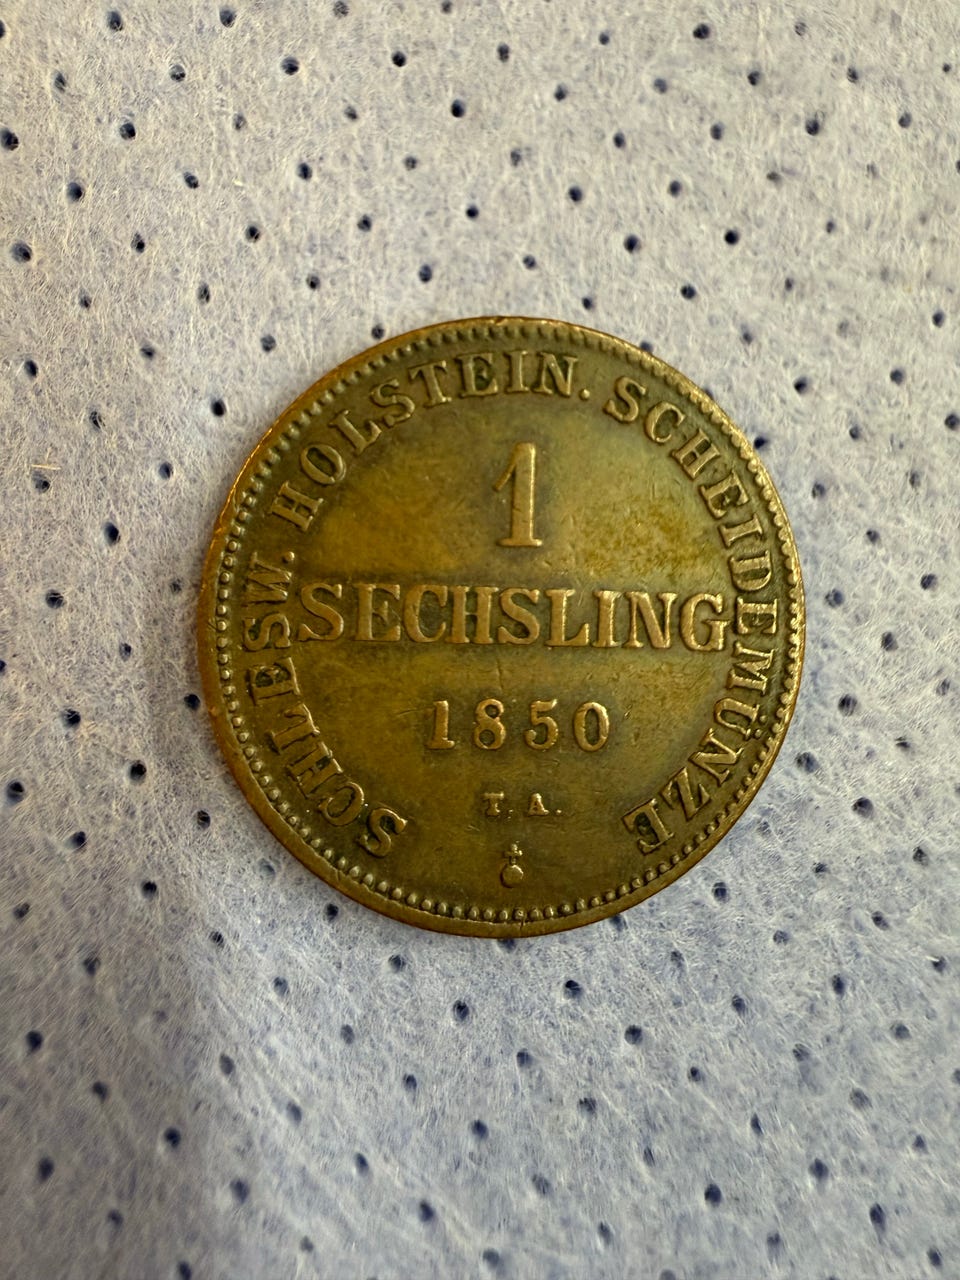 SCHLESW. HOLSTEIN. SCHEIDEMÜNZE
1
SECHSLING
1850
T. A.